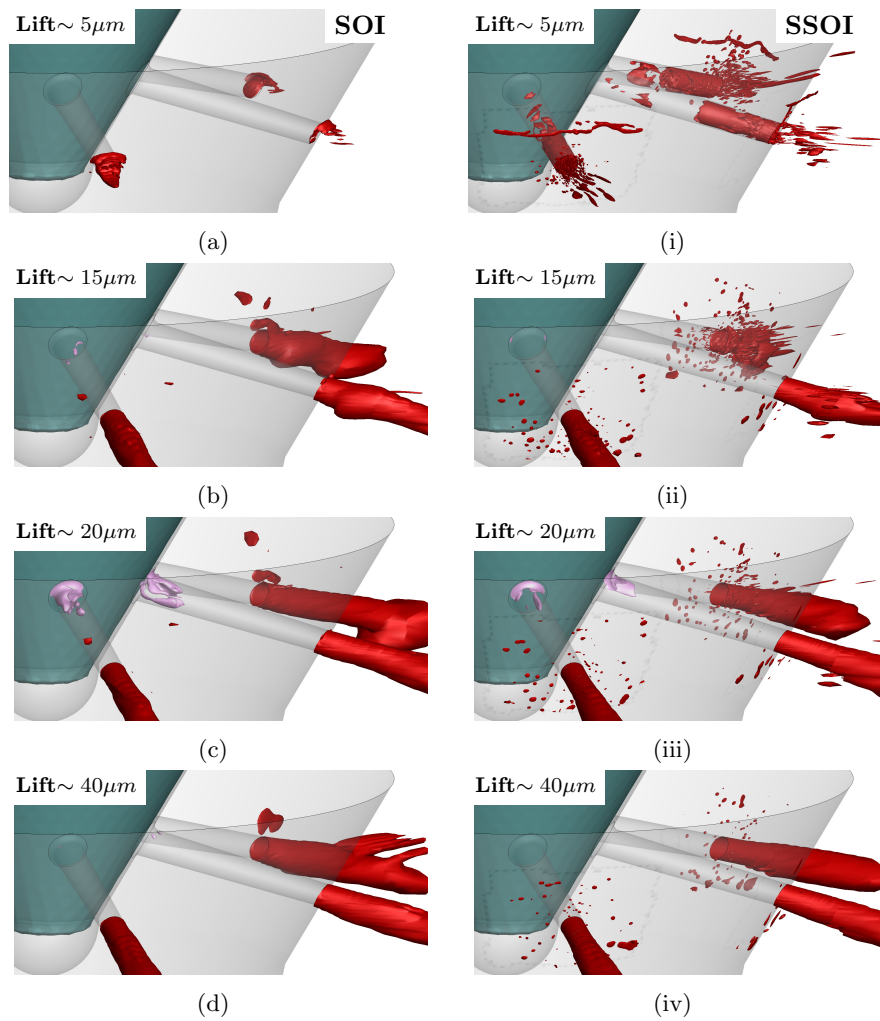 Lift∼ 5μm SOI
Lift∼ 5μm SSOI
(a)
(i)
Lift∼ 15μm
Lift∼ 15μm
(b)
(ii)
Lift∼ 20μm
Lift∼ 20μm
(c)
(iii)
Lift∼ 40μm
Lift∼ 40μm
(d)
(iv)